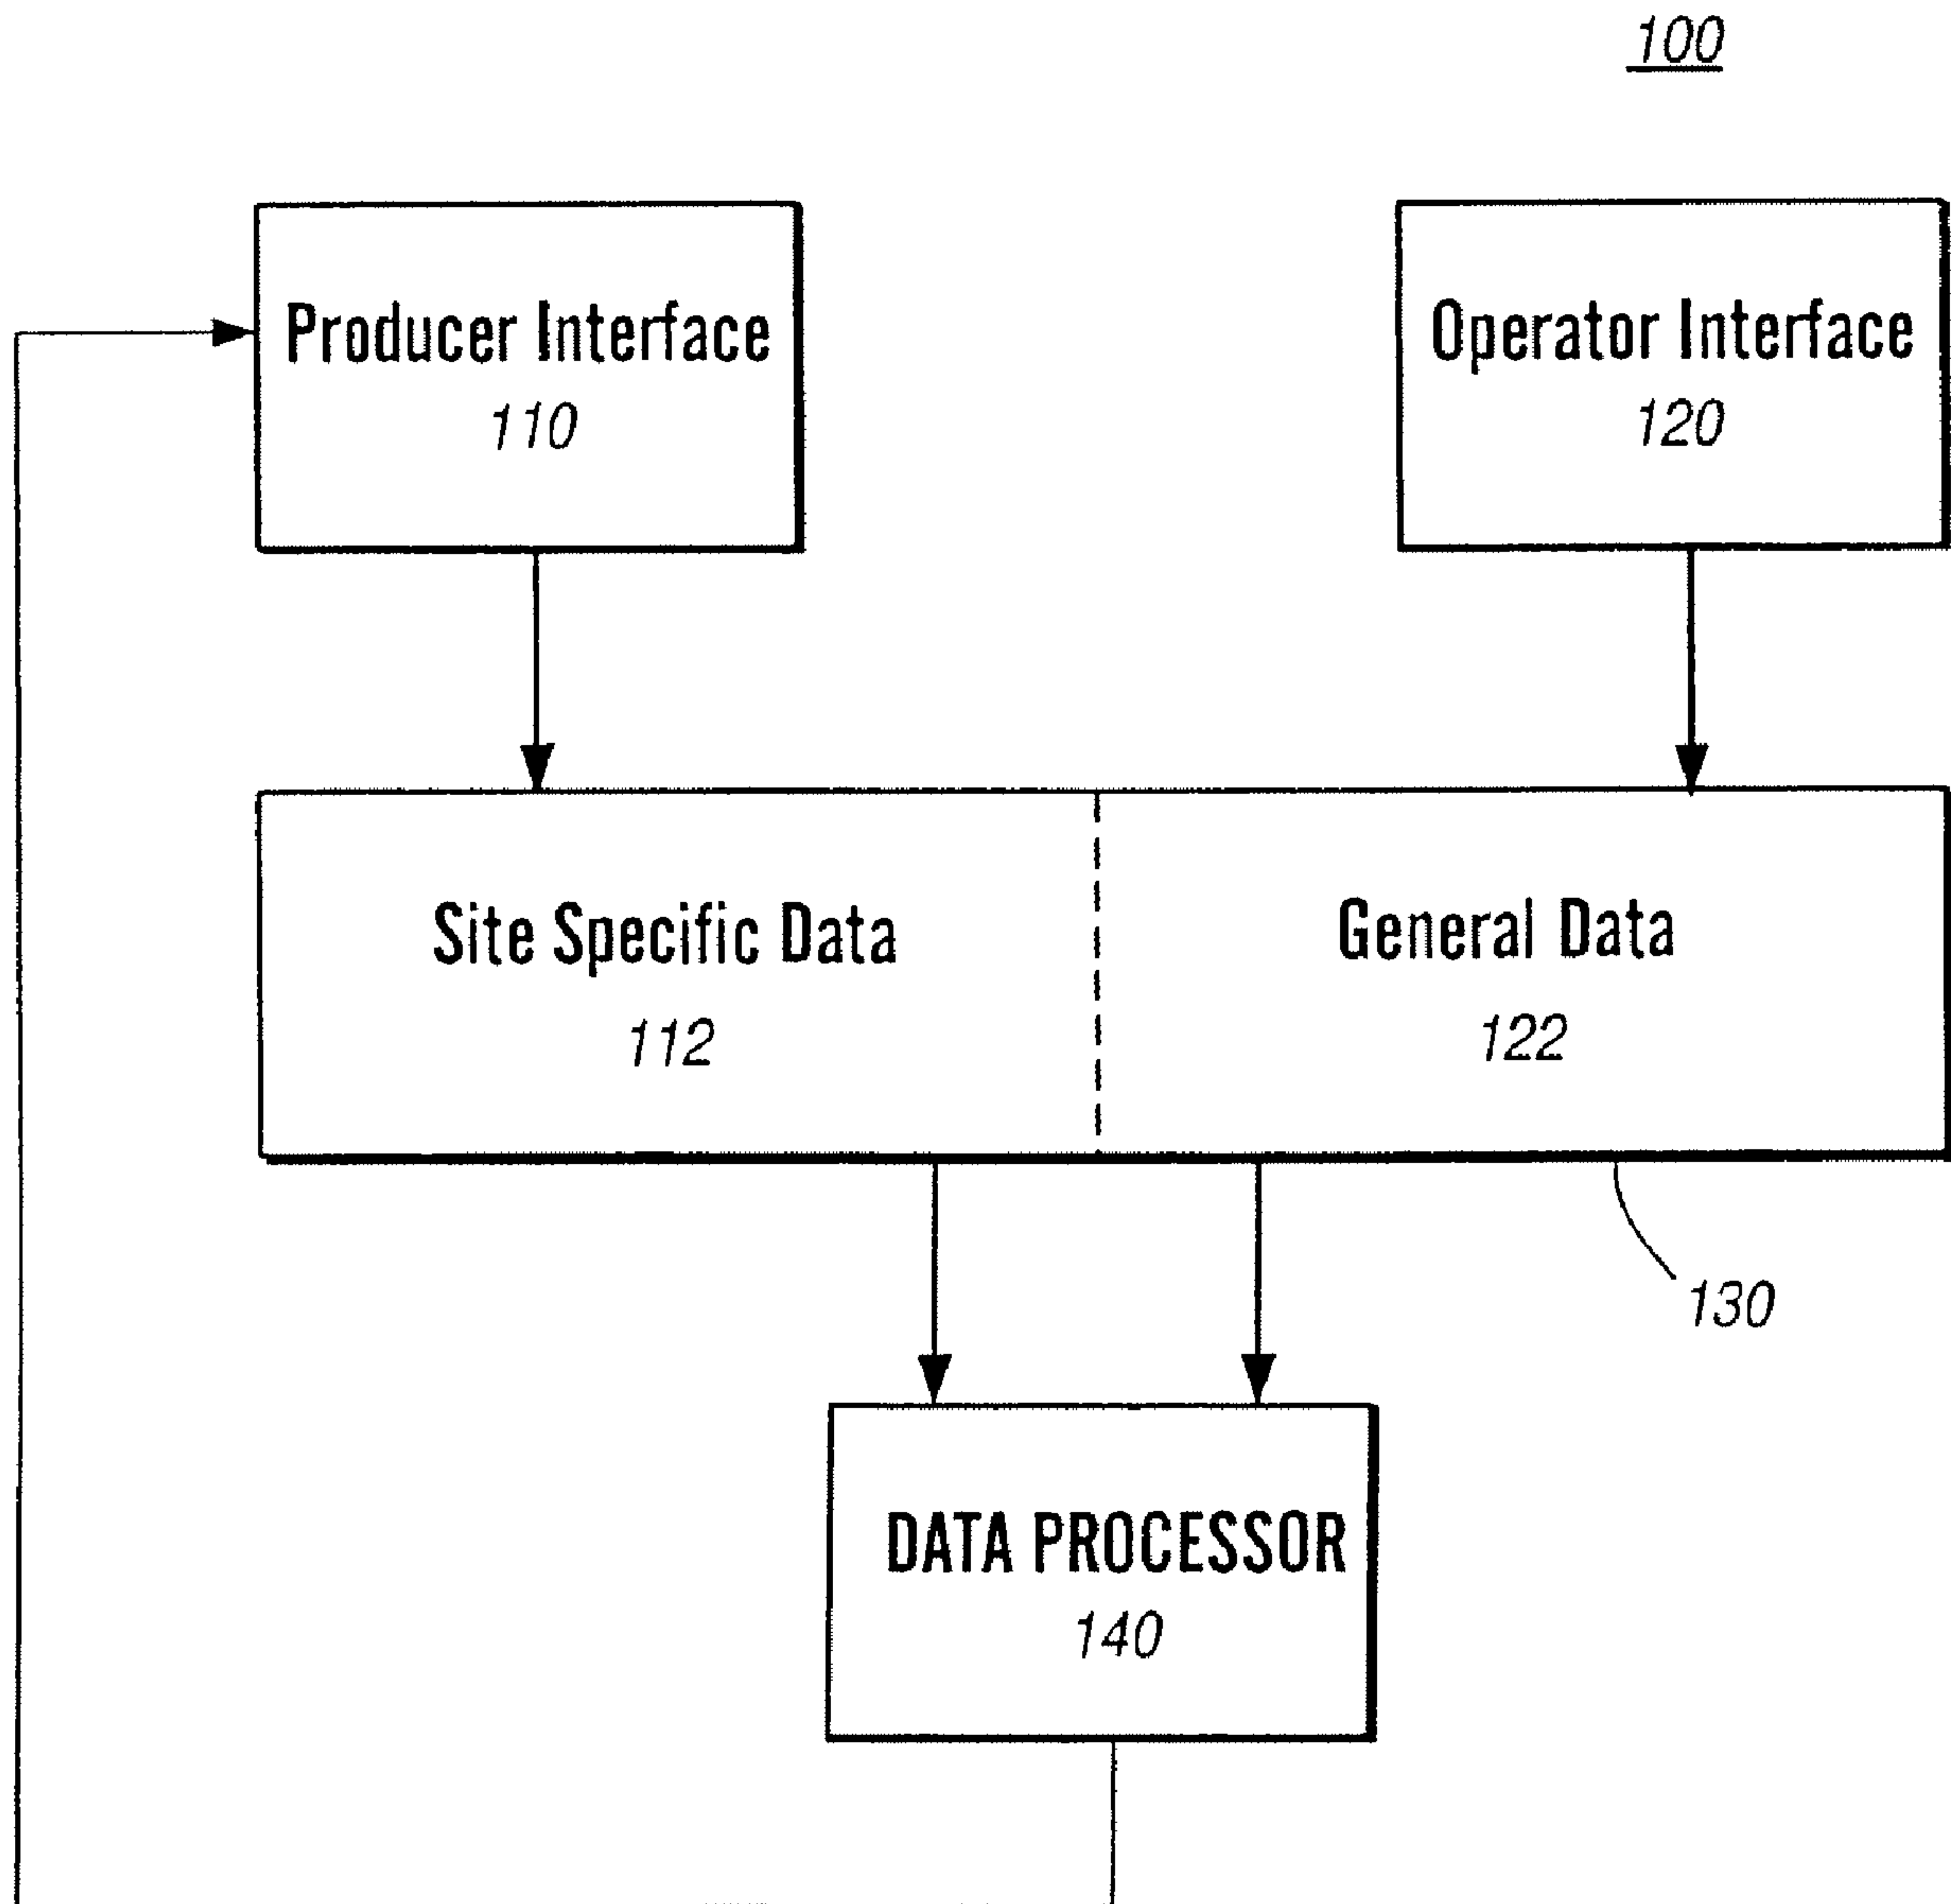 100
Producer Interface
110
Operator Interface
120
Site Specific Data
112
General Data
122
130
DATA PROCESSOR
140